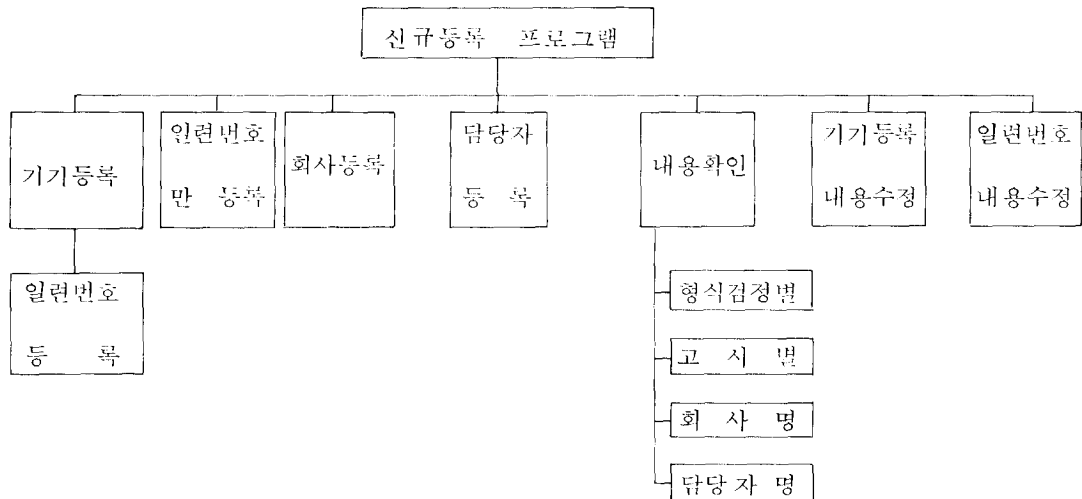 신규등록 프로그램
기기등록
일련번호
만 등록
회사등록
담당자
등 록
내용확인
기기등록
내용수정
일련번호
내용수정
일련번호
등 록
형식검정별
고 시 별
회 사 명
담당자 명